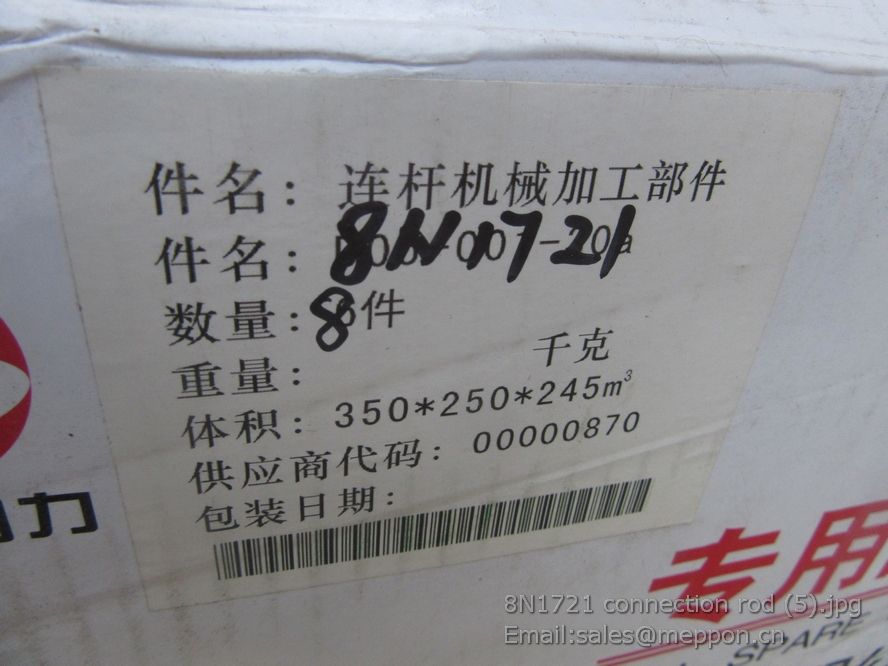 件名: 连杆机械加工部件
件名: 8N1721
数量: 8件
重量: 千克
体积: 350*250*245m³
供应商代码: 00000870
包装日期:
力
专用
SPARE
8N1721 connection rod (5).jpg
Email:sales@meppon.cn